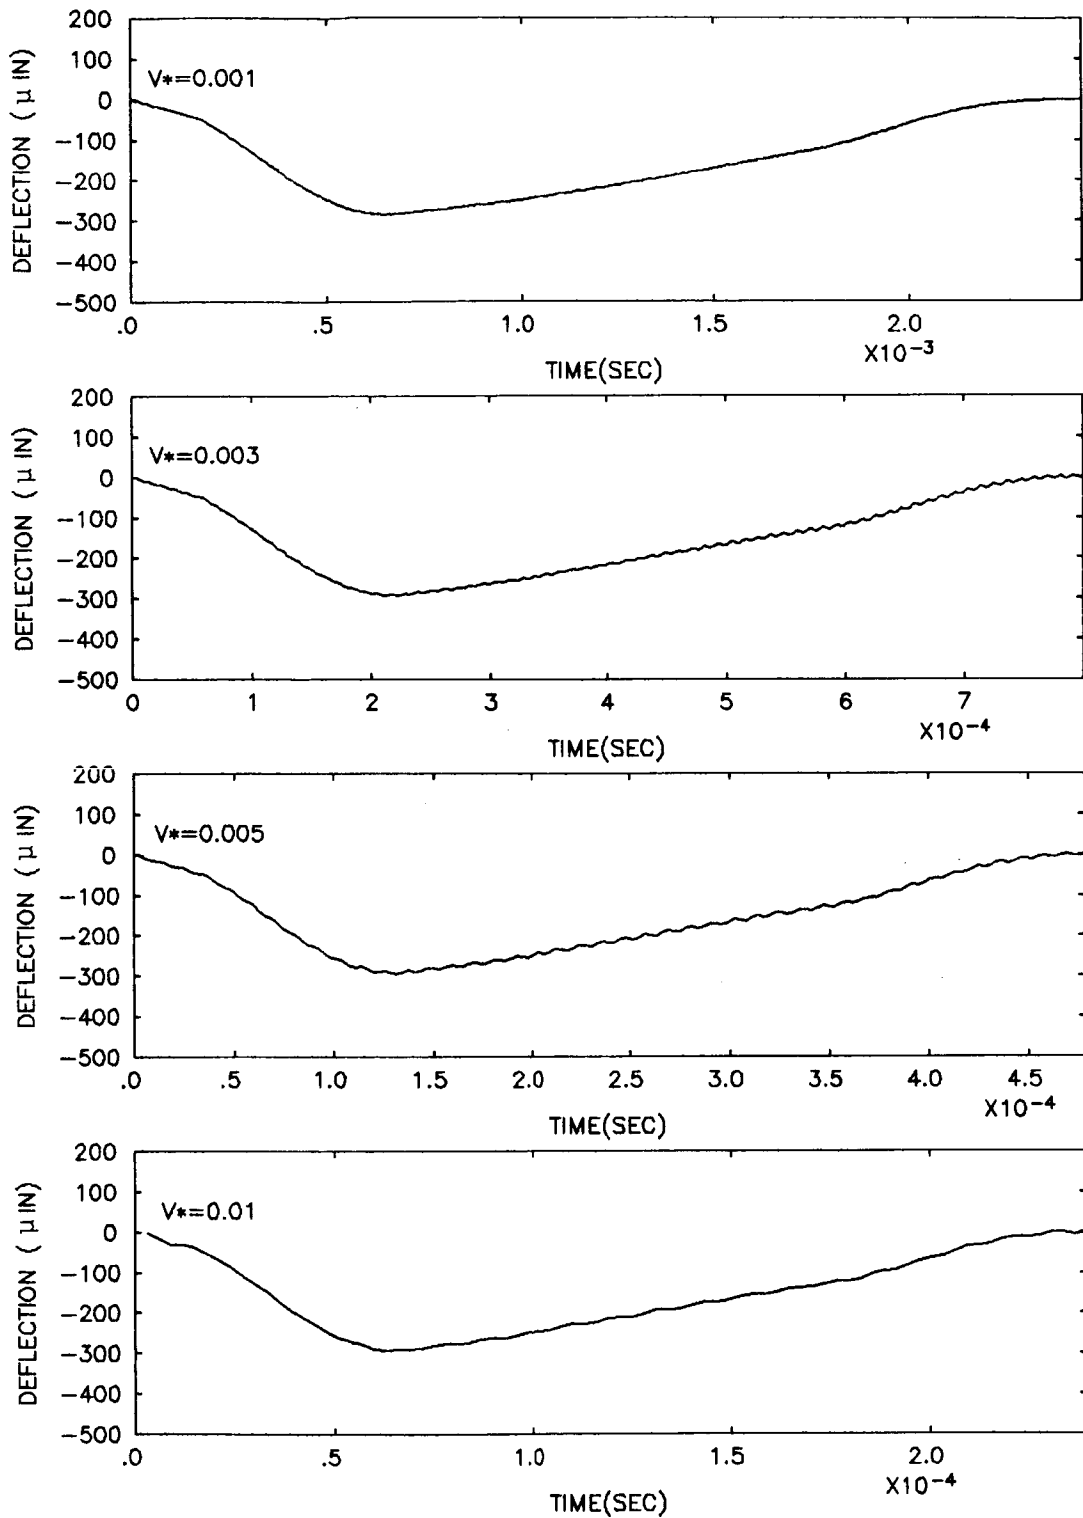 200
100
0
-100
-200
-300
-400
-500
DEFLECTION ( μ IN)
V*=0.001
.0 .5 1.0 1.5 2.0
X10-3
TIME(SEC)
200
100
0
-100
-200
-300
-400
-500
DEFLECTION ( μ IN)
V*=0.003
0 1 2 3 4 5 6 7
X10-4
TIME(SEC)
200
100
0
-100
-200
-300
-400
-500
DEFLECTION ( μ IN)
V*=0.005
.0 .5 1.0 1.5 2.0 2.5 3.0 3.5 4.0 4.5
X10-4
TIME(SEC)
200
100
0
-100
-200
-300
-400
-500
DEFLECTION ( μ IN)
V*=0.01
.0 .5 1.0 1.5 2.0
X10-4
TIME(SEC)